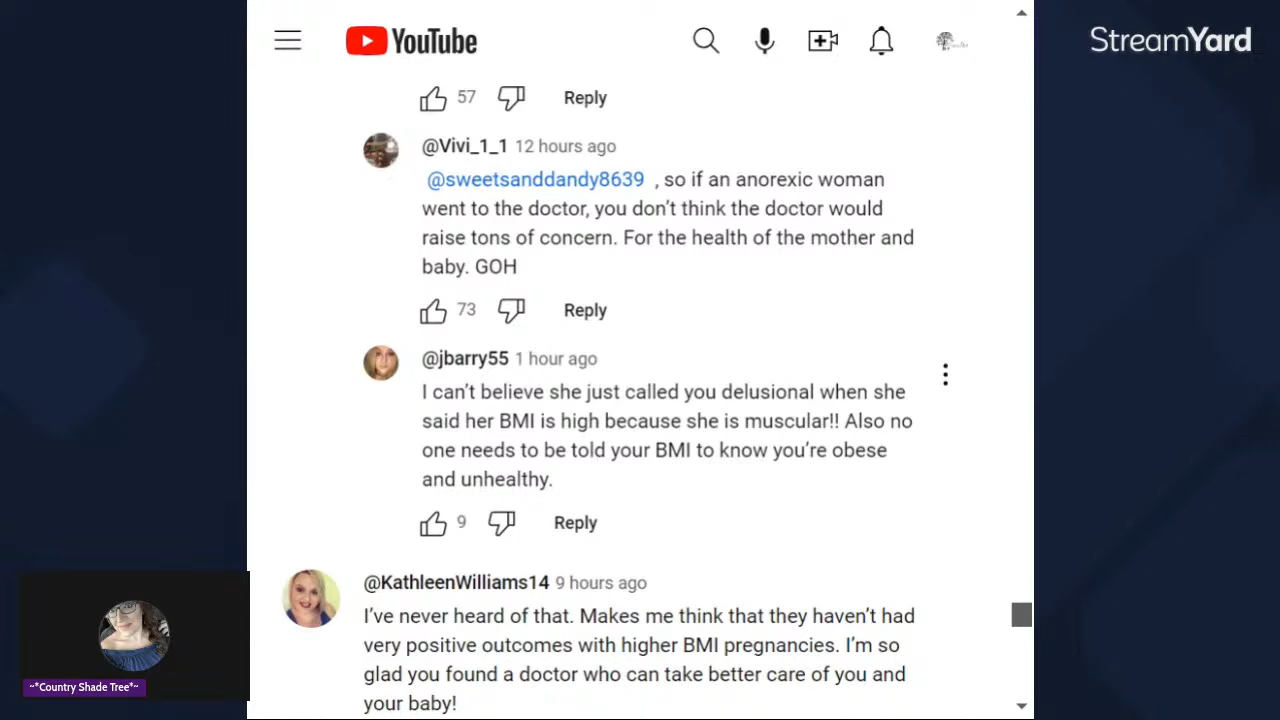 YouTube
StreamYard
57 Reply
@Vivi_1_1 12 hours ago
@sweetsanddandy8639 , so if an anorexic woman
went to the doctor, you don't think the doctor would
raise tons of concern. For the health of the mother and
baby. GOH
73 Reply
@jbarry55 1 hour ago
I can't believe she just called you delusional when she
said her BMI is high because she is muscular!! Also no
one needs to be told your BMI to know you're obese
and unhealthy.
9 Reply
@KathleenWilliams14 9 hours ago
I've never heard of that. Makes me think that they haven't had
very positive outcomes with higher BMI pregnancies. I'm so
glad you found a doctor who can take better care of you and
your baby!
~*Country Shade Tree*~